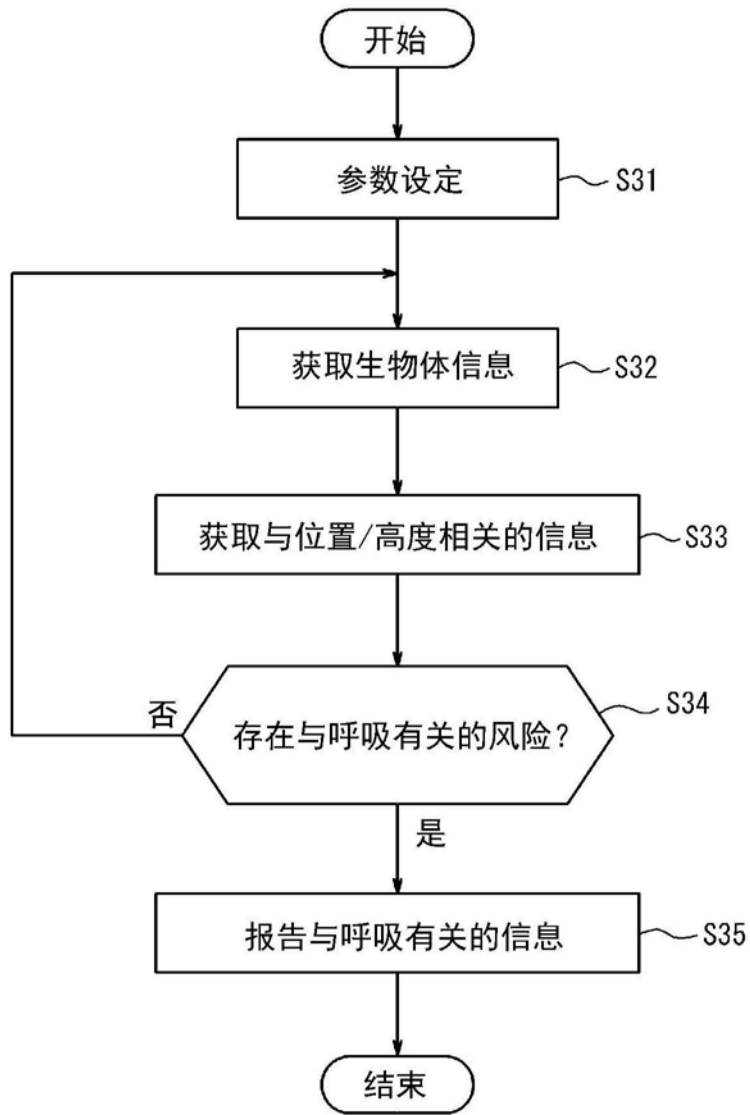 开始
参数设定
S31
获取生物体信息
S32
获取与位置/高度相关的信息
S33
存在与呼吸有关的风险？
S34
否
是
报告与呼吸有关的信息
S35
结束